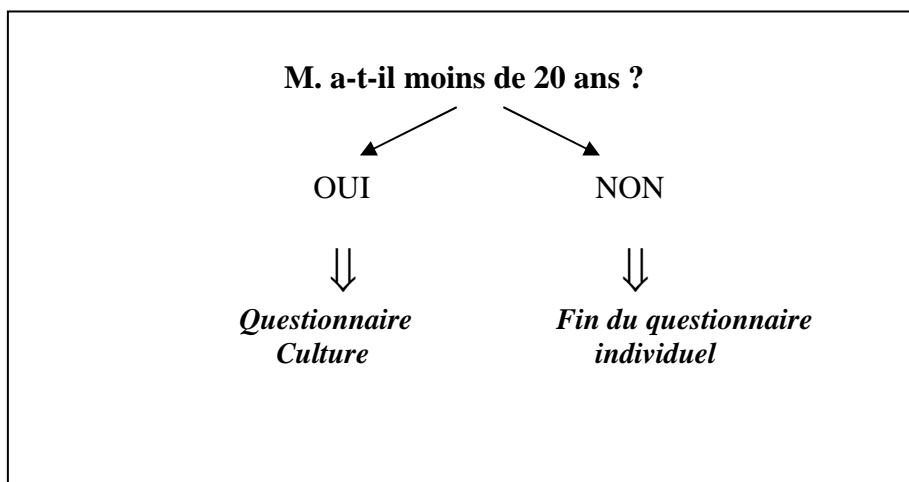 M. a-t-il moins de 20 ans ?
OUI
NON
⇓
⇓
Questionnaire
Culture
Fin du questionnaire
individuel